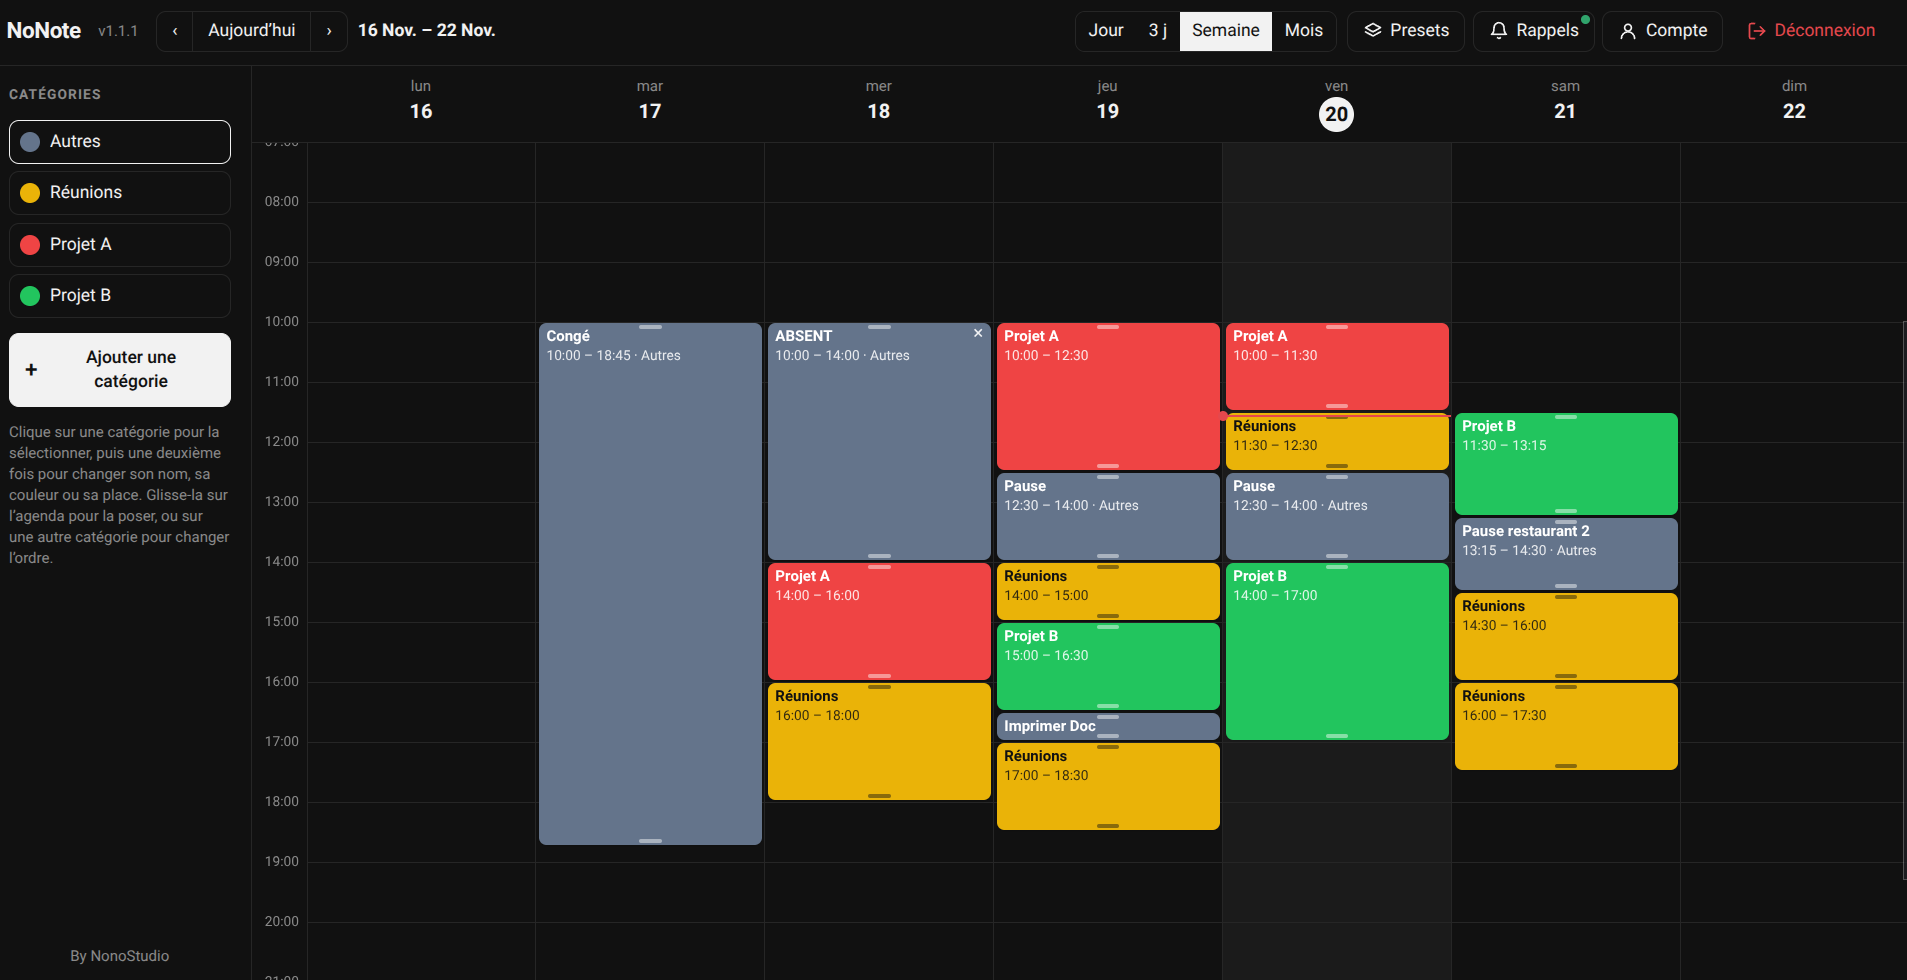 NoNote v1.1.1 ‹ Aujourd’hui › 16 Nov. – 22 Nov. Jour 3 j Semaine Mois Presets Rappels Compte Déconnexion
CATÉGORIES
Autres
Réunions
Projet A
Projet B
+ Ajouter une
catégorie
Clique sur une catégorie pour la
sélectionner, puis une deuxième
fois pour changer son nom, sa
couleur ou sa place. Glisse-la sur
l’agenda pour la poser, ou sur
une autre catégorie pour changer
l’ordre.
By NonoStudio
lun mar mer jeu ven sam dim
16 17 18 19 20 21 22
07:00
08:00
09:00
10:00
11:00
12:00
13:00
14:00
15:00
16:00
17:00
18:00
19:00
20:00
21:00
Congé
10:00 – 18:45 · Autres
ABSENT ×
10:00 – 14:00 · Autres
Projet A
14:00 – 16:00
Réunions
16:00 – 18:00
Projet A
10:00 – 12:30
Pause
12:30 – 14:00 · Autres
Réunions
14:00 – 15:00
Projet B
15:00 – 16:30
Imprimer Doc
Réunions
17:00 – 18:30
Projet A
10:00 – 11:30
Réunions
11:30 – 12:30
Pause
12:30 – 14:00 · Autres
Projet B
14:00 – 17:00
Projet B
11:30 – 13:15
Pause restaurant 2
13:15 – 14:30 · Autres
Réunions
14:30 – 16:00
Réunions
16:00 – 17:30